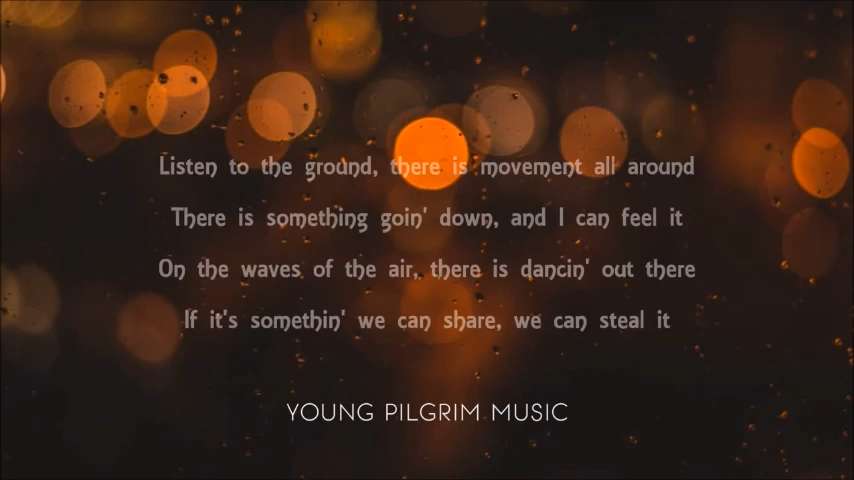 Listen to the ground, there is movement all around
There is something goin' down, and I can feel it
On the waves of the air, there is dancin' out there
If it's somethin' we can share, we can steal it
YOUNG PILGRIM MUSIC